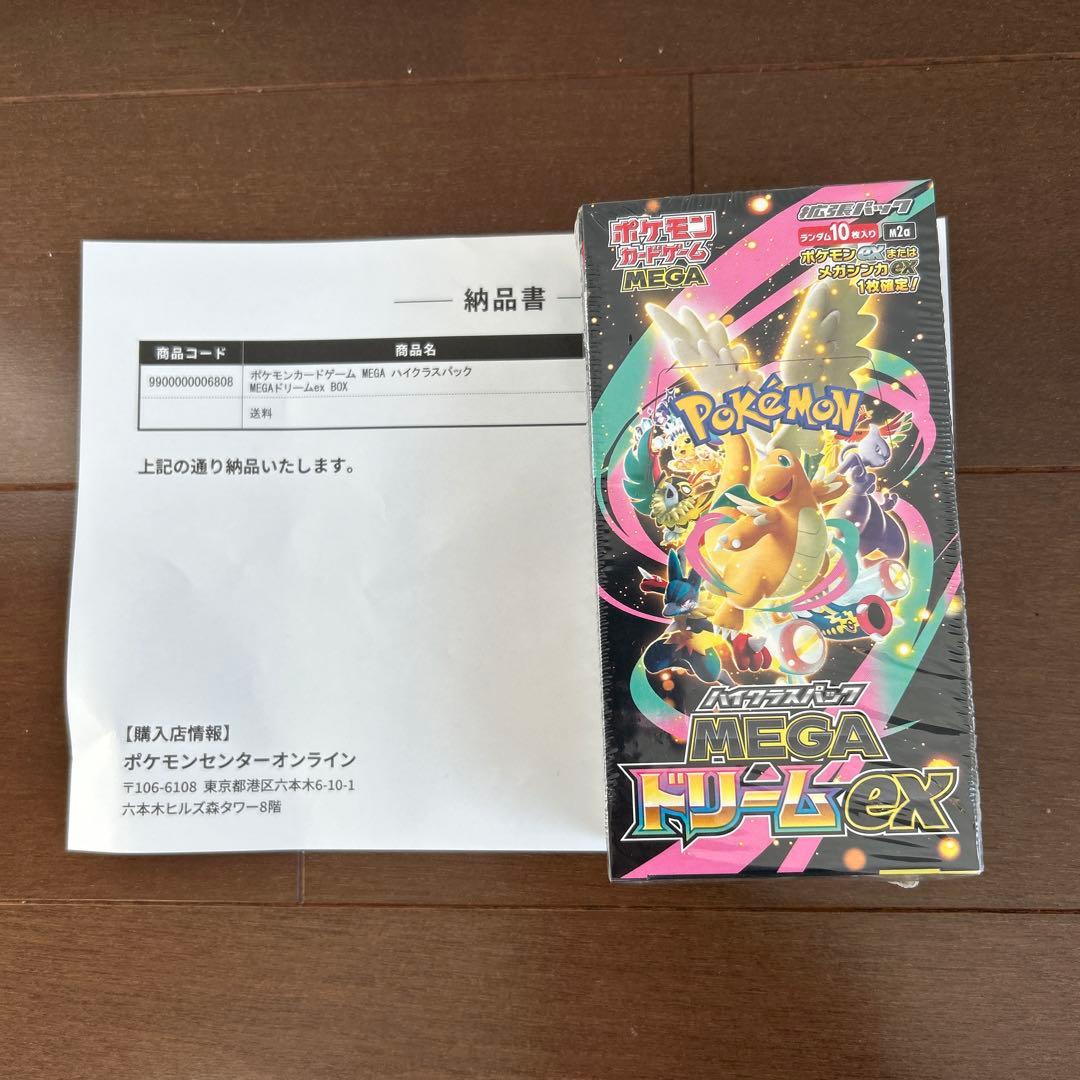 納品書
商品コード 商品名
9900000006808 ポケモンカードゲーム MEGA ハイクラスパック
MEGAドリームex BOX
送料
上記の通り納品いたします。
【購入店情報】
ポケモンセンターオンライン
〒106-6108 東京都港区六本木6-10-1
六本木ヒルズ森タワー8階
ポケモン
カードゲーム
MEGA
拡張パック
ランダム10枚入り M2a
ポケモンexまたは
メガシンカex
1枚確定!
POKéMON
ハイクラスパック
MEGA
ドリームex